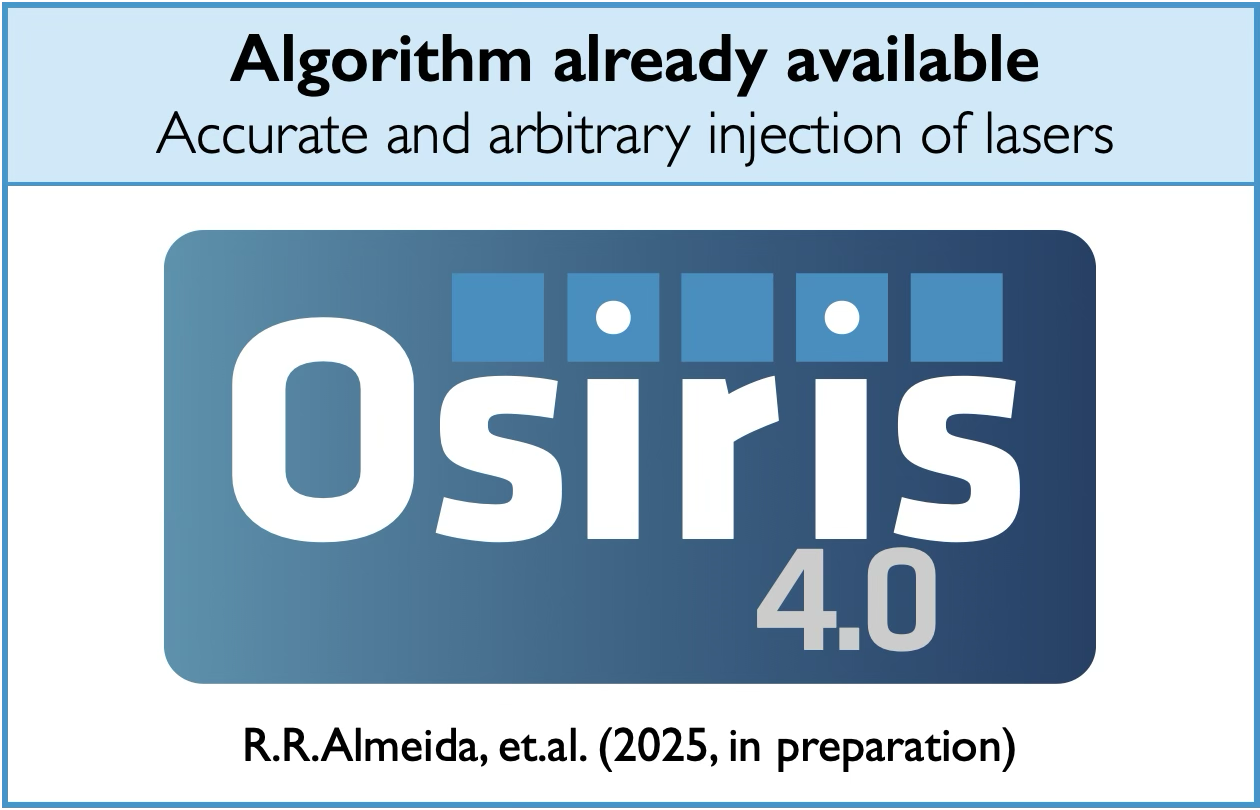 Algorithm already available
Accurate and arbitrary injection of lasers
Osiris
4.0
R.R.Almeida, et.al. (2025, in preparation)